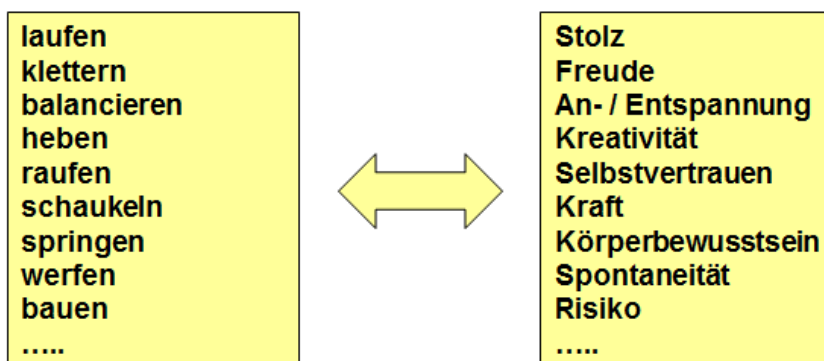 laufen
klettern
balancieren
heben
raufen
schaukeln
springen
werfen
bauen
.....
Stolz
Freude
An- / Entspannung
Kreativität
Selbstvertrauen
Kraft
Körperbewusstsein
Spontaneität
Risiko
.....